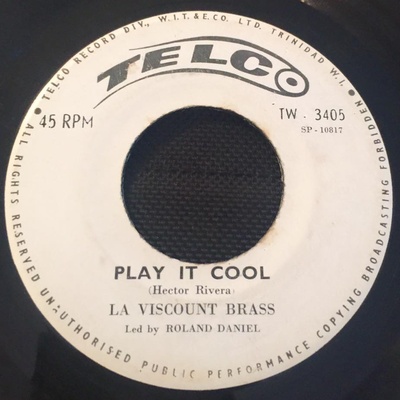 TELCO RECORD DIV., W.I.T. & E. CO. LTD. TRINIDAD W.I.
TELCO
45 RPM
TW - 3405
SP - 10817
PLAY IT COOL
(Hector Rivera)
LA VISCOUNT BRASS
Led by ROLAND DANIEL
ALL RIGHTS RESERVED. UNAUTHORISED PUBLIC PERFORMANCE COPYING BROADCASTING FORBIDDEN